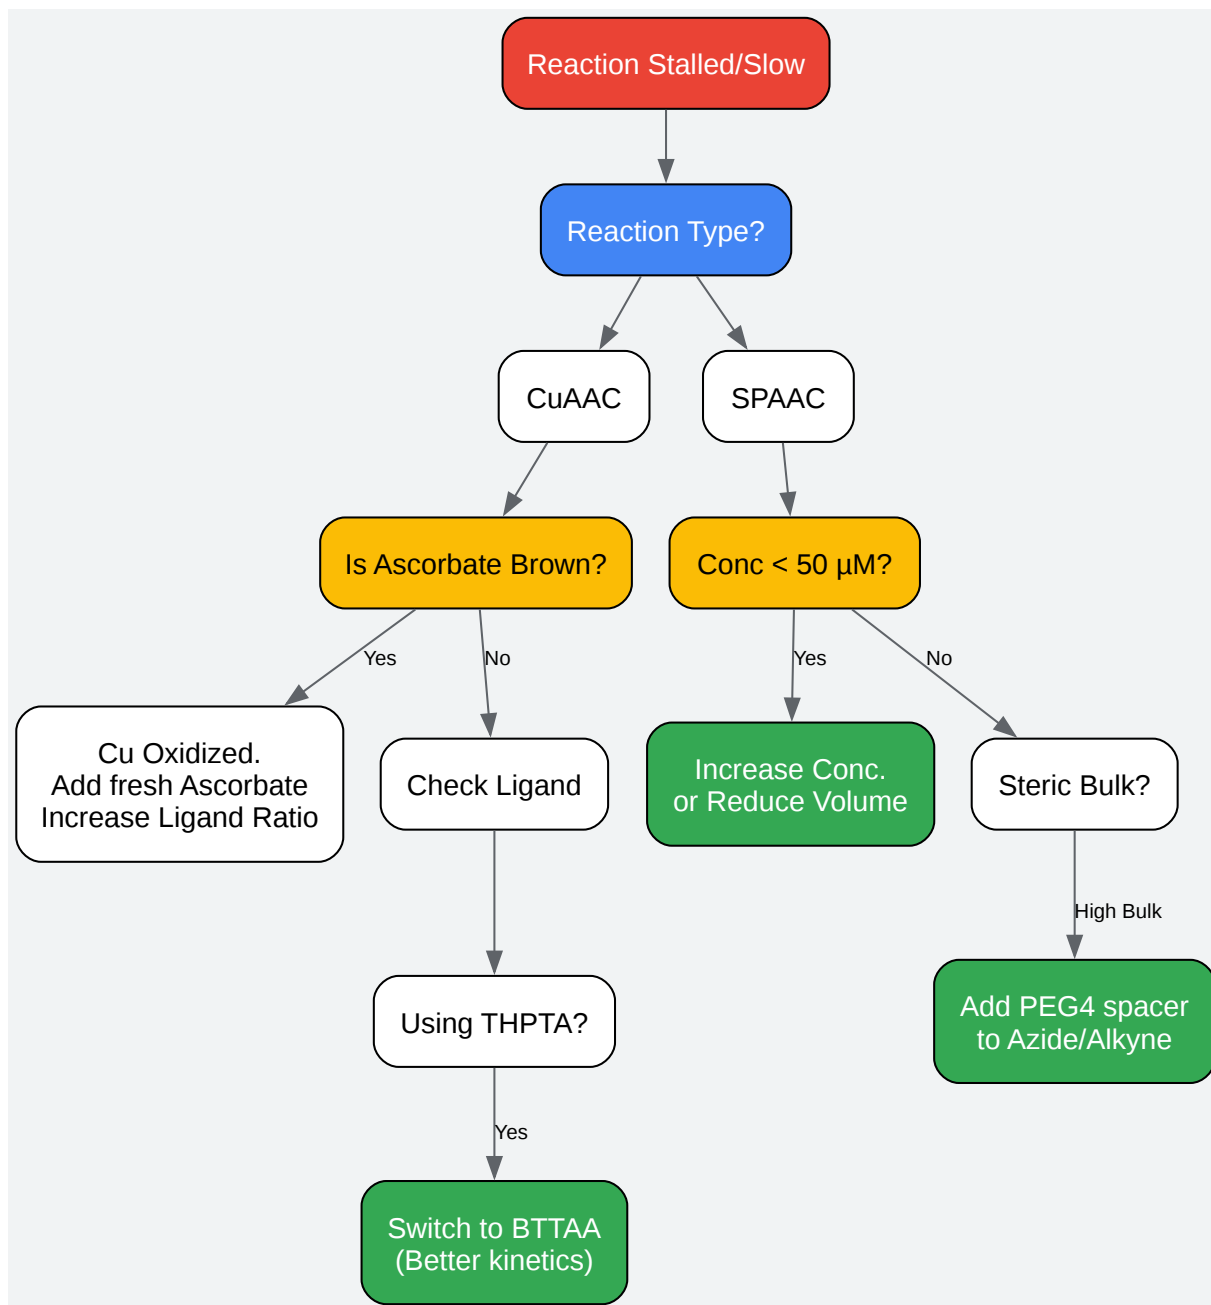 Reaction Stalled/Slow
Reaction Type?
CuAAC
SPAAC
Is Ascorbate Brown?
Conc < 50 µM?
Yes
No
Yes
No
Cu Oxidized.
Add fresh Ascorbate
Increase Ligand Ratio
Check Ligand
Increase Conc.
or Reduce Volume
Steric Bulk?
High Bulk
Using THPTA?
Add PEG4 spacer
to Azide/Alkyne
Yes
Switch to BTTAA
(Better kinetics)